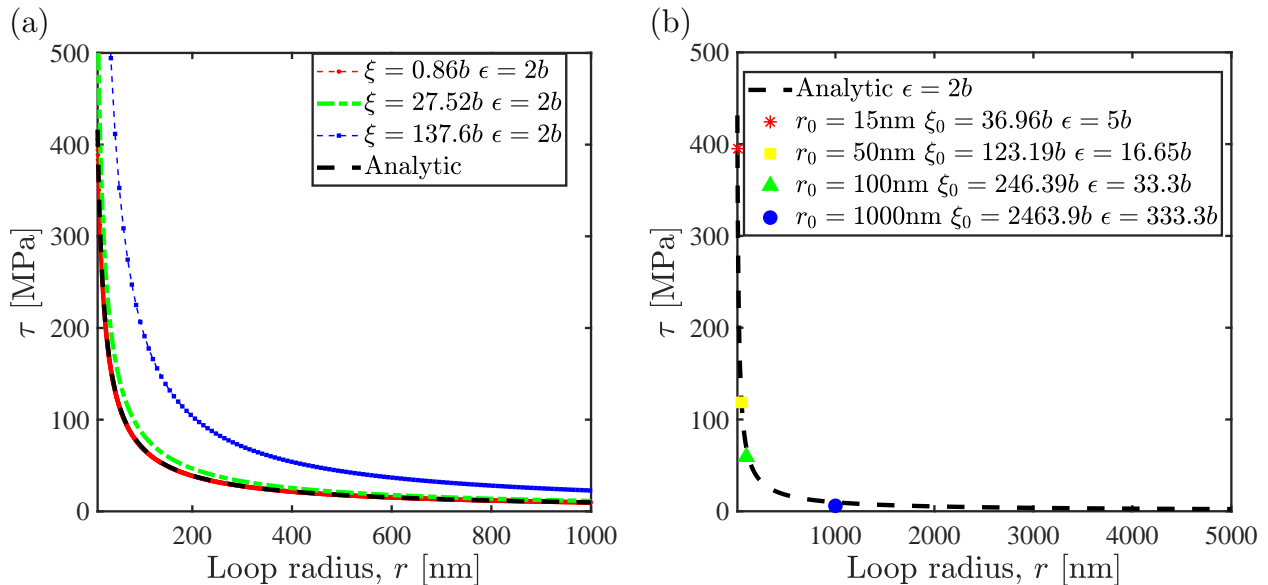 (a)
500
400
300
200
100
0
τ [MPa]
ξ = 0.86b ϵ = 2b
ξ = 27.52b ϵ = 2b
ξ = 137.6b ϵ = 2b
Analytic
200 400 600 800 1000
Loop radius, r [nm]
(b)
500
400
300
200
100
0
τ [MPa]
Analytic ϵ = 2b
r₀ = 15nm ξ₀ = 36.96b ϵ = 5b
r₀ = 50nm ξ₀ = 123.19b ϵ = 16.65b
r₀ = 100nm ξ₀ = 246.39b ϵ = 33.3b
r₀ = 1000nm ξ₀ = 2463.9b ϵ = 333.3b
1000 2000 3000 4000 5000
Loop radius, r [nm]